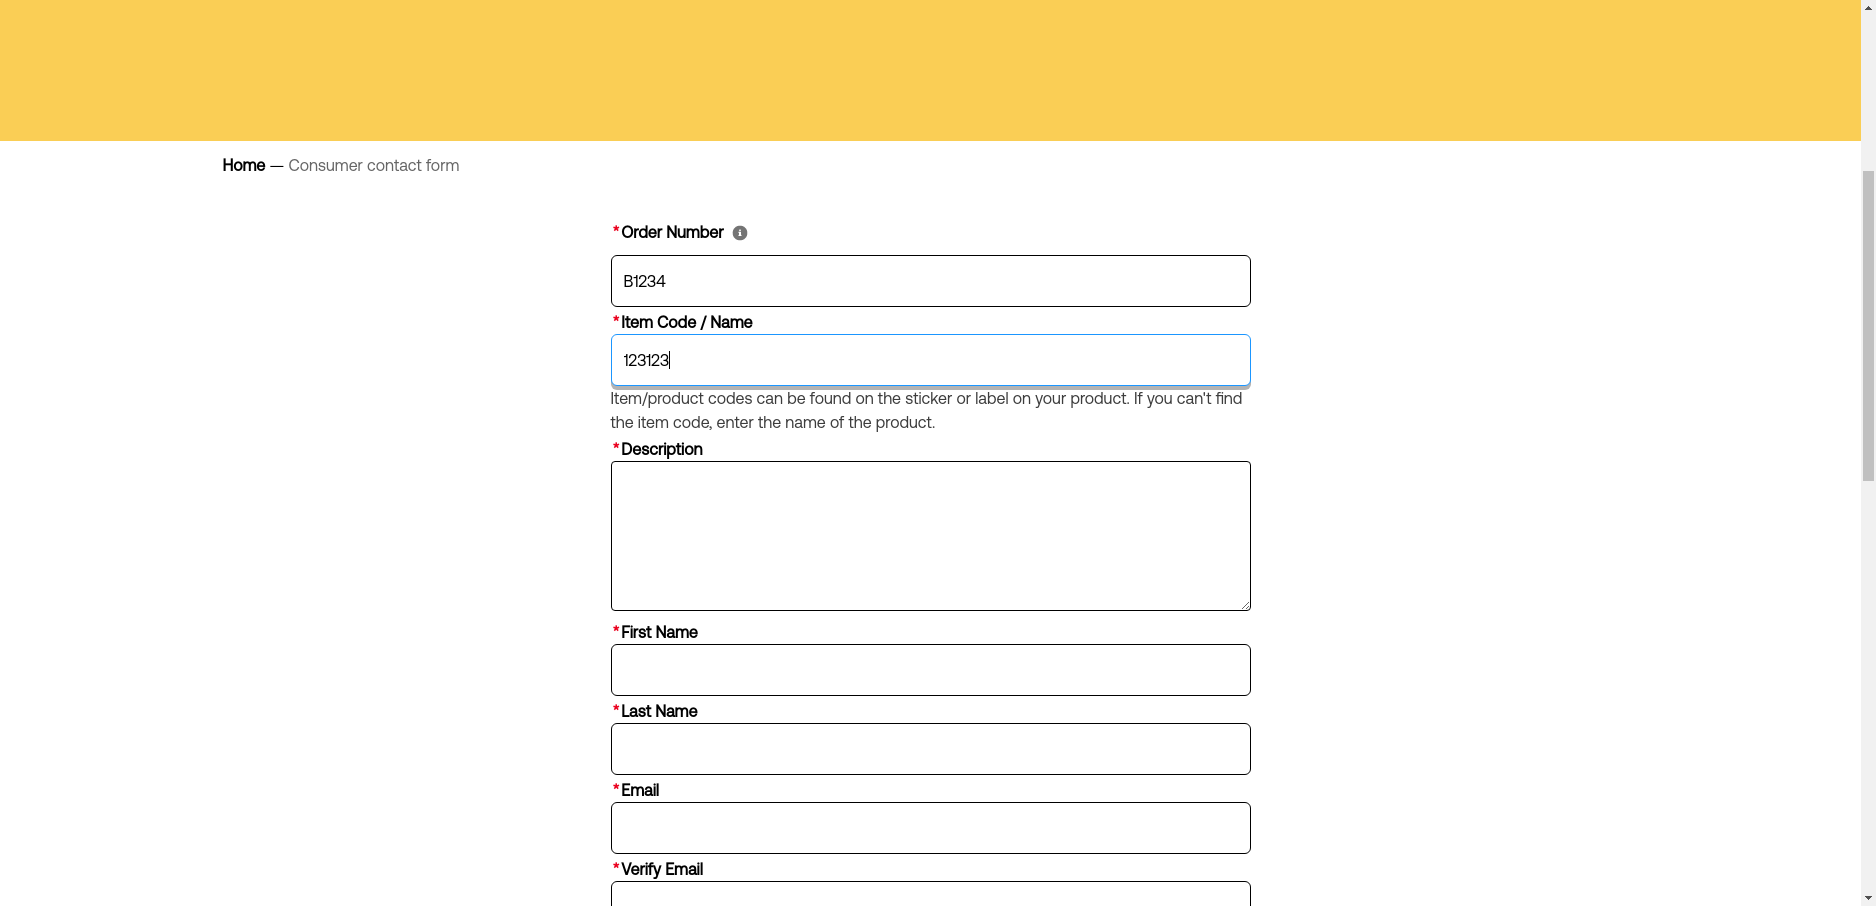 Home — Consumer contact form
*Order Number
B1234
*Item Code / Name
123123
Item/product codes can be found on the sticker or label on your product. If you can't find
the item code, enter the name of the product.
*Description
*First Name
*Last Name
*Email
*Verify Email